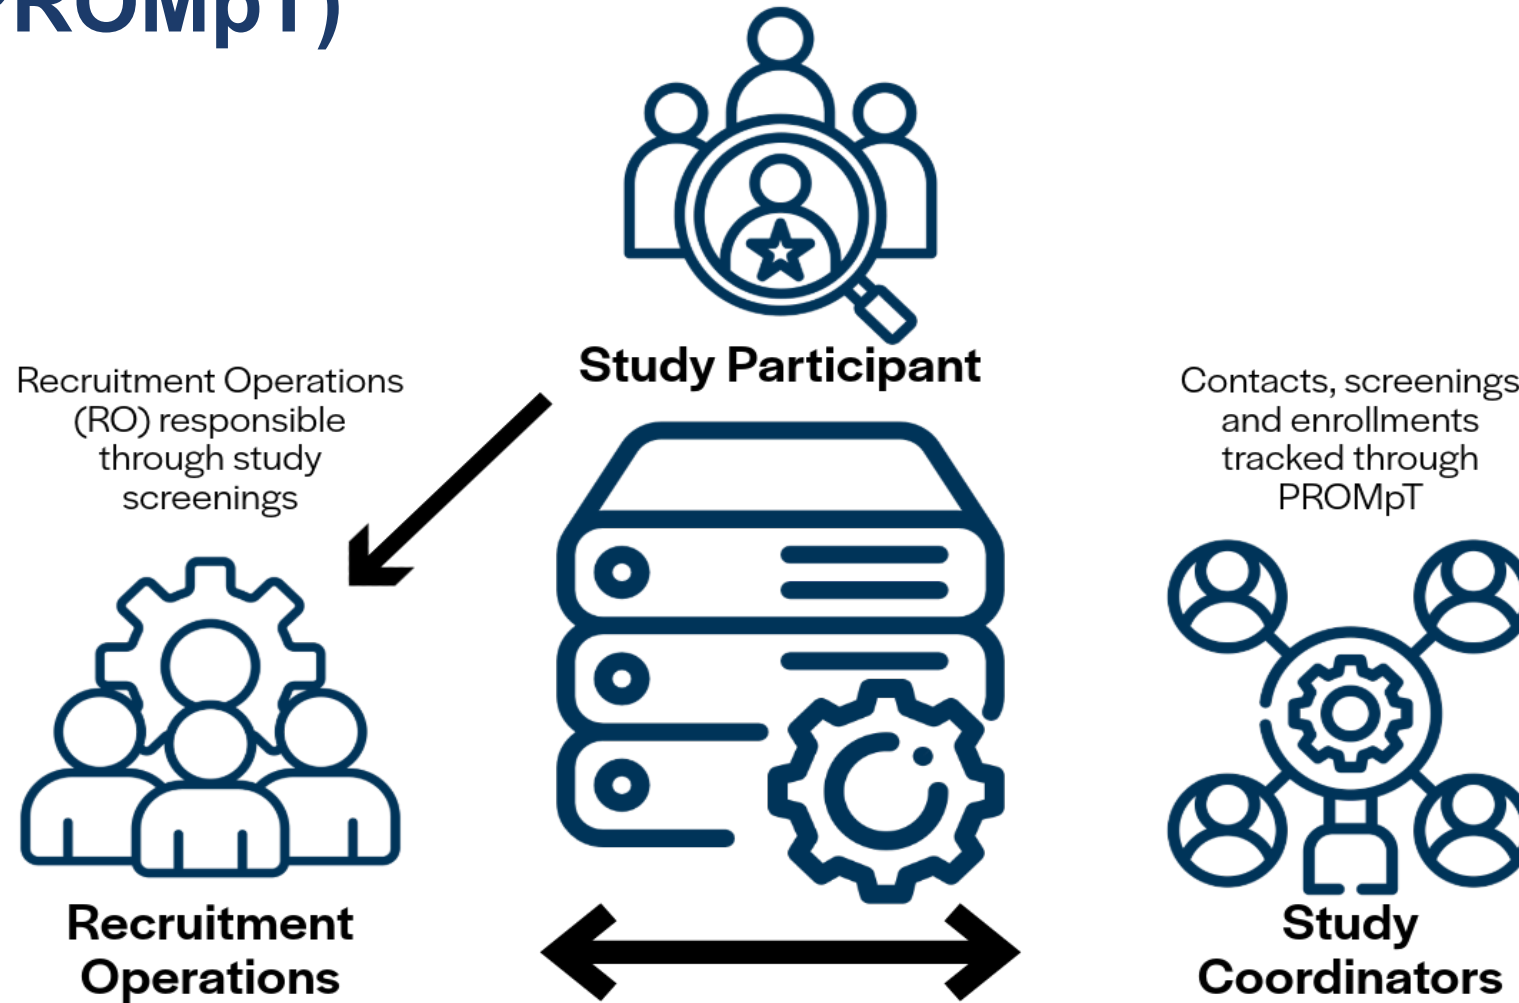 PROMpT)
Study Participant
Recruitment Operations
(RO) responsible
through study
screenings
Contacts, screenings
and enrollments
tracked through
PROMpT
Recruitment
Operations
Study
Coordinators